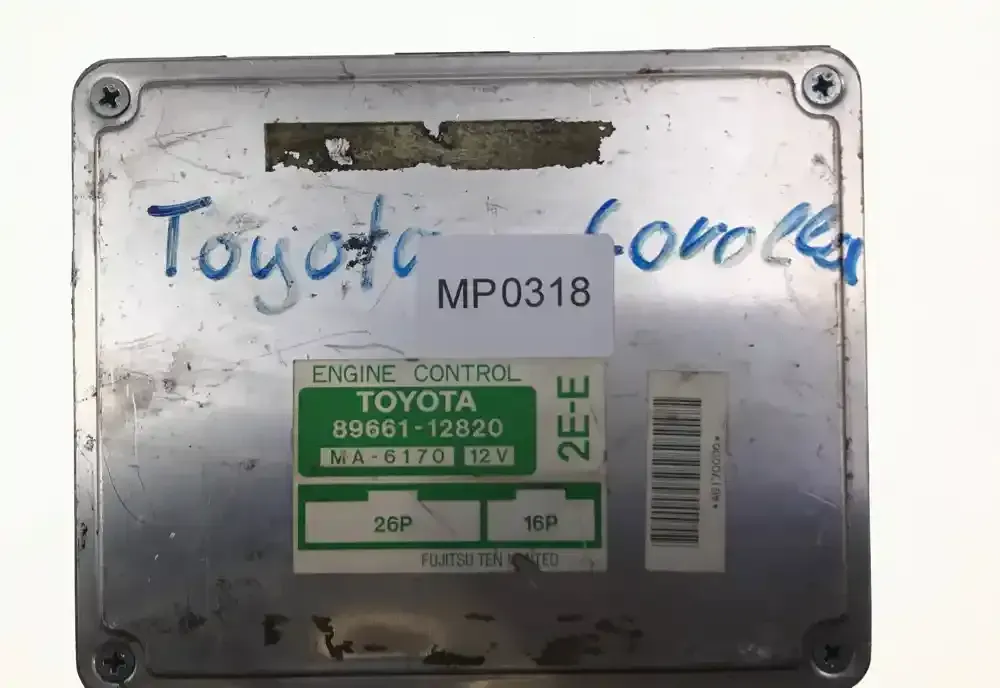 Toyota Corolla
MP0318
ENGINE CONTROL
TOYOTA
89661-12820
MA-6170 12V
2E-E
26P 16P
FUJITSU TEN LIMITED